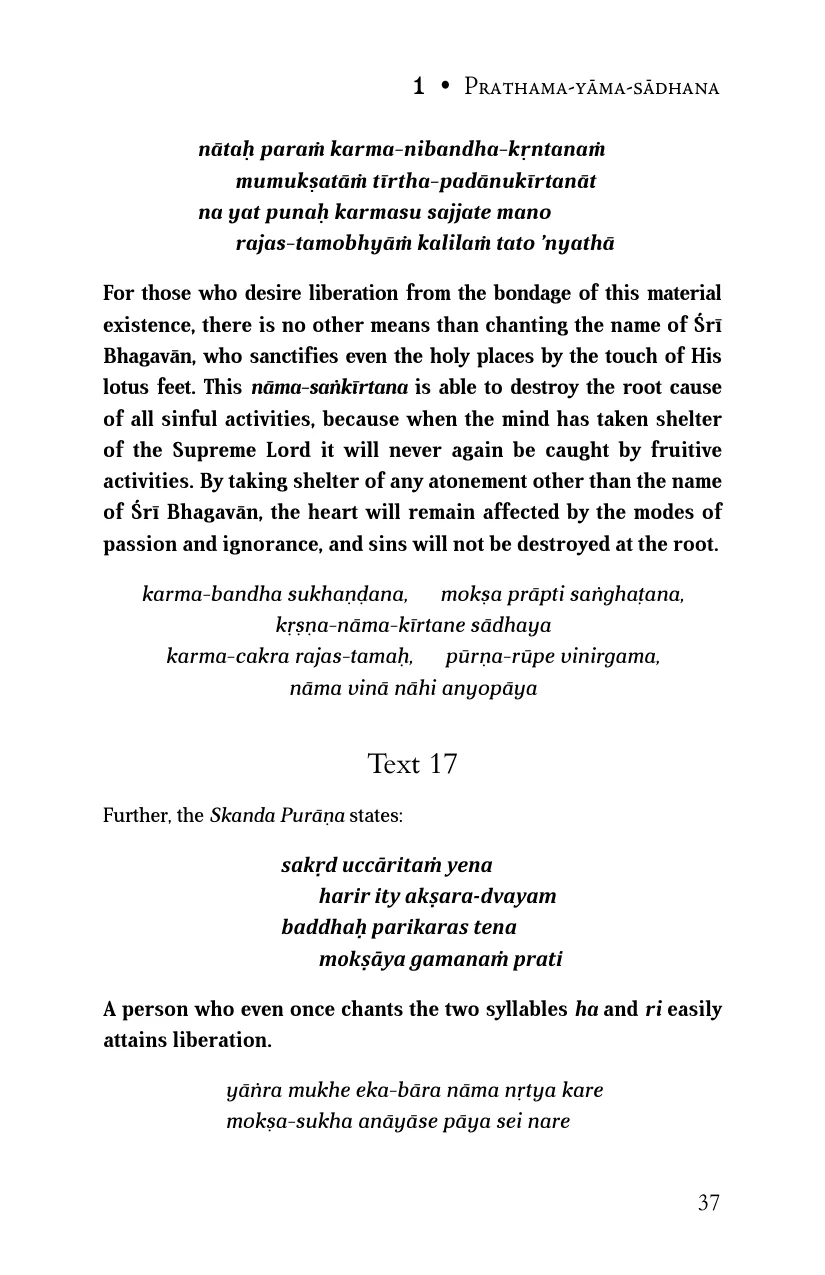 1 • Prathama-yāma-sādhana
nātaḥ paraṁ karma-nibandha-kṛntanaṁ
mumukṣatāṁ tīrtha-padānukīrtanāt
na yat punaḥ karmasu sajjate mano
rajas-tamobhyāṁ kalilaṁ tato ’nyathā
For those who desire liberation from the bondage of this material
existence, there is no other means than chanting the name of Śrī
Bhagavān, who sanctifies even the holy places by the touch of His
lotus feet. This nāma-saṅkīrtana is able to destroy the root cause
of all sinful activities, because when the mind has taken shelter
of the Supreme Lord it will never again be caught by fruitive
activities. By taking shelter of any atonement other than the name
of Śrī Bhagavān, the heart will remain affected by the modes of
passion and ignorance, and sins will not be destroyed at the root.
karma-bandha sukhaṇḍana, mokṣa prāpti saṅghaṭana,
kṛṣṇa-nāma-kīrtane sādhaya
karma-cakra rajas-tamaḥ, pūrṇa-rūpe vinirgama,
nāma vinā nāhi anyopāya
Text 17
Further, the Skanda Purāṇa states:
sakṛd uccāritaṁ yena
harir ity akṣara-dvayam
baddhaḥ parikaras tena
mokṣāya gamanaṁ prati
A person who even once chants the two syllables ha and ri easily
attains liberation.
yāṅra mukhe eka-bāra nāma nṛtya kare
mokṣa-sukha anāyāse pāya sei nare
37